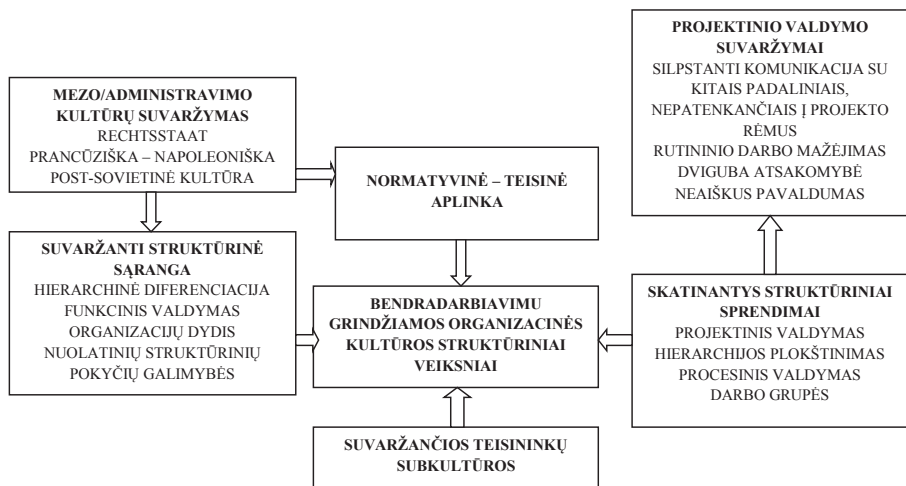 MEZO/ADMINISTRAVIMO
KULTŪRŲ SUVARŽYMAS
RECHTSSTAAT
PRANCŪZIŠKA – NAPOLEONIŠKA
POST-SOVIETINĖ KULTŪRA
SUVARŽANTI STRUKTŪRINĖ
SĄRANGA
HIERARCHINĖ DIFERENCIACIJA
FUNKCINIS VALDYMAS
ORGANIZACIJŲ DYDIS
NUOLATINIŲ STRUKTŪRINIŲ
POKYČIŲ GALIMYBĖS
NORMATYVINĖ – TEISINĖ
APLINKA
BENDRADARBIAVIMU
GRINDŽIAMOS ORGANIZACINĖS
KULTŪROS STRUKTŪRINIAI
VEIKSNIAI
SUVARŽANČIOS TEISININKŲ
SUBKULTŪROS
PROJEKTINIO VALDYMO
SUVARŽYMAI
SILPSTANTI KOMUNIKACIJA SU
KITAIS PADALINIAIS,
NEPATENKANČIAIS Į PROJEKTO
RĖMUS
RUTININIO DARBO MAŽĖJIMAS
DVIGUBA ATSAKOMYBĖ
NEAIŠKUS PAVALDUMAS
SKATINANTYS STRUKTŪRINIAI
SPRENDIMAI
PROJEKTINIS VALDYMAS
HIERARCHIJOS PLOKŠTINIMAS
PROCESINIS VALDYMAS
DARBO GRUPĖS